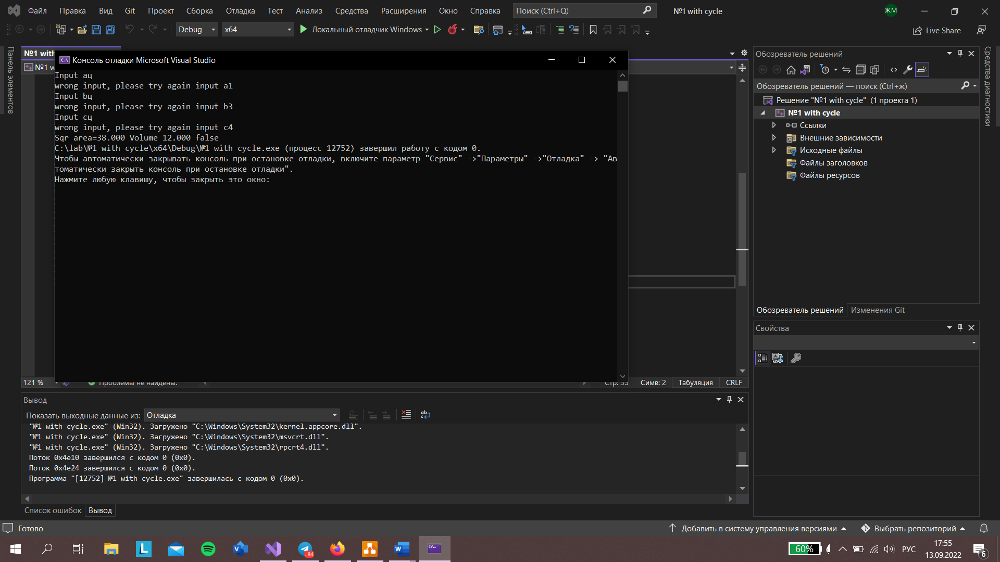 Файл Правка Вид Git Проект Сборка Отладка Тест Анализ Средства Расширения Окно Справка Поиск (Ctrl+Q) №1 with cycle ЖМ
Debug x64 Локальный отладчик Windows Live Share
Панель элементов
№1 with
№1 w
Консоль отладки Microsoft Visual Studio
Input aц
wrong input, please try again input a1
Input bц
wrong input, please try again input b3
Input cц
wrong input, please try again input c4
Sqr area=38.000 Volume 12.000 false
C:\lab\№1 with cycle\x64\Debug\№1 with cycle.exe (процесс 12752) завершил работу с кодом 0.
Чтобы автоматически закрывать консоль при остановке отладки, включите параметр "Сервис" ->"Параметры" ->"Отладка" -> "Ав
томатически закрыть консоль при остановке отладки".
Нажмите любую клавишу, чтобы закрыть это окно:
121 % Проблемы не найдены. Стр: 33 Симв: 2 Табуляция CRLF
Вывод
Показать выходные данные из: Отладка
"№1 with cycle.exe" (Win32). Загружено "C:\Windows\System32\kernel.appcore.dll".
"№1 with cycle.exe" (Win32). Загружено "C:\Windows\System32\msvcrt.dll".
"№1 with cycle.exe" (Win32). Загружено "C:\Windows\System32\rpcrt4.dll".
Поток 0x4e10 завершился с кодом 0 (0x0).
Поток 0x4e24 завершился с кодом 0 (0x0).
Программа "[12752] №1 with cycle.exe" завершилась с кодом 0 (0x0).
Список ошибок Вывод
Обозреватель решений
Обозреватель решений — поиск (Ctrl+ж)
Решение "№1 with cycle" (1 проекта 1)
№1 with cycle
Ссылки
Внешние зависимости
Исходные файлы
Файлы заголовков
Файлы ресурсов
Обозреватель решений Изменения Git
Свойства
Средства диагностики
Готово Добавить в систему управления версиями Выбрать репозиторий
84 60% РУС 17:55
13.09.2022 6